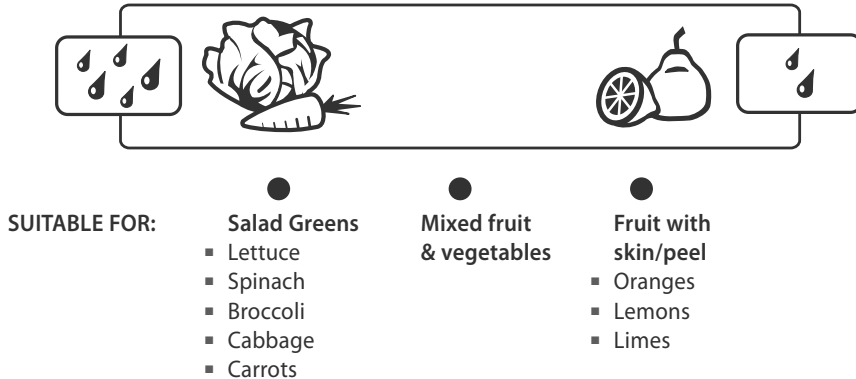 SUITABLE FOR:
Salad Greens
▪ Lettuce
▪ Spinach
▪ Broccoli
▪ Cabbage
▪ Carrots
Mixed fruit
& vegetables
Fruit with
skin/peel
▪ Oranges
▪ Lemons
▪ Limes